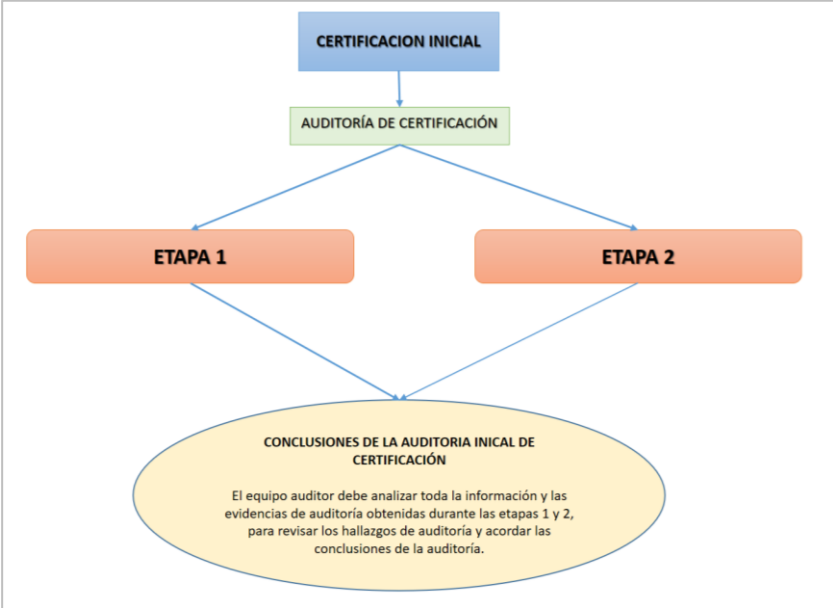 CERTIFICACION INICIAL
AUDITORÍA DE CERTIFICACIÓN
ETAPA 1
ETAPA 2
CONCLUSIONES DE LA AUDITORIA INICAL DE
CERTIFICACIÓN
El equipo auditor debe analizar toda la información y las
evidencias de auditoría obtenidas durante las etapas 1 y 2,
para revisar los hallazgos de auditoría y acordar las
conclusiones de la auditoría.